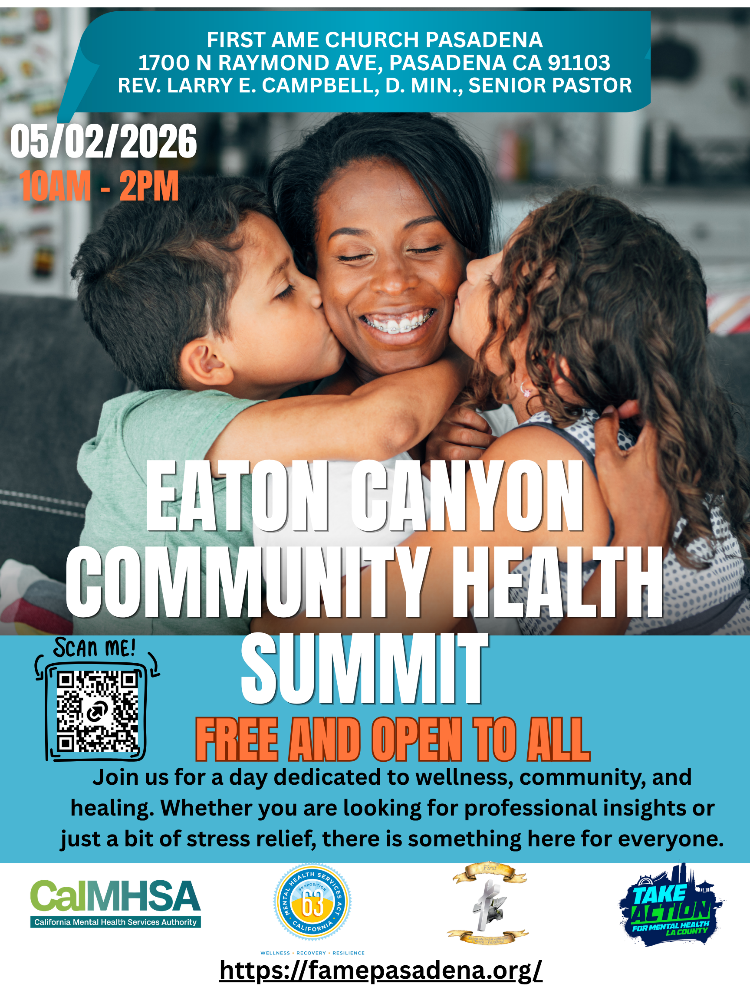 FIRST AME CHURCH PASADENA
1700 N RAYMOND AVE, PASADENA CA 91103
REV. LARRY E. CAMPBELL, D. MIN., SENIOR PASTOR
05/02/2026
10AM - 2PM
EATON CANYON
COMMUNITY HEALTH
SUMMIT
SCAN ME!
FREE AND OPEN TO ALL
Join us for a day dedicated to wellness, community, and
healing. Whether you are looking for professional insights or
just a bit of stress relief, there is something here for everyone.
CalMHSA
California Mental Health Services Authority
MENTAL HEALTH SERVICES ACT
63
CALIFORNIA
WELLNESS • RECOVERY • RESILIENCE
First
TAKE
ACTION
FOR MENTAL HEALTH
LA COUNTY
https://famepasadena.org/